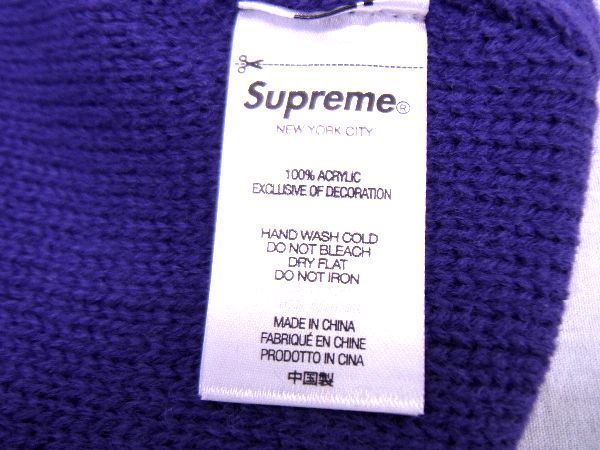 Supreme®
NEW YORK CITY
100% ACRYLIC
EXCLUSIVE OF DECORATION
HAND WASH COLD
DO NOT BLEACH
DRY FLAT
DO NOT IRON
MADE IN CHINA
FABRIQUÉ EN CHINE
PRODOTTO IN CINA
中国製